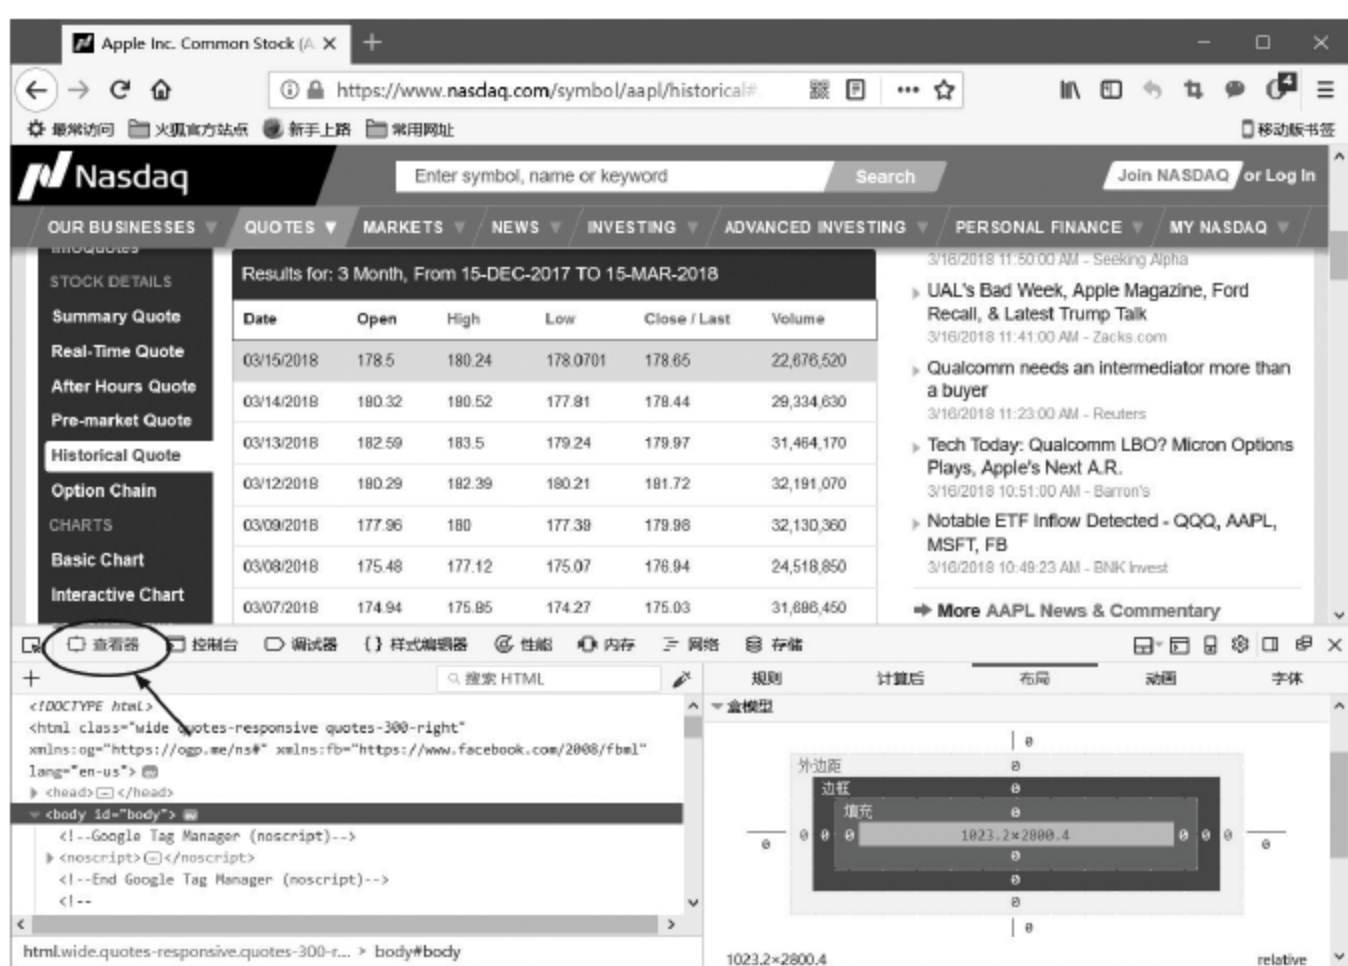 Apple Inc. Common Stock (A
https://www.nasdaq.com/symbol/aapl/historical#
4
最常访问 火狐官方站点 新手上路 常用网址 移动版书签
Nasdaq
Enter symbol, name or keyword Search
Join NASDAQ or Log In
OUR BUSINESSES QUOTES MARKETS NEWS INVESTING ADVANCED INVESTING PERSONAL FINANCE MY NASDAQ
InfoQuotes
STOCK DETAILS
Summary Quote
Real-Time Quote
After Hours Quote
Pre-market Quote
Historical Quote
Option Chain
CHARTS
Basic Chart
Interactive Chart
Results for: 3 Month, From 15-DEC-2017 TO 15-MAR-2018
Date Open High Low Close / Last Volume
03/15/2018 178.5 180.24 178.0701 178.65 22,676,520
03/14/2018 180.32 180.52 177.81 178.44 29,334,630
03/13/2018 182.59 183.5 179.24 179.97 31,464,170
03/12/2018 180.29 182.39 180.21 181.72 32,191,070
03/09/2018 177.96 180 177.39 179.98 32,130,360
03/08/2018 175.48 177.12 175.07 176.94 24,518,850
03/07/2018 174.94 175.85 174.27 175.03 31,686,450
3/16/2018 11:50:00 AM - Seeking Alpha
UAL's Bad Week, Apple Magazine, Ford
Recall, & Latest Trump Talk
3/16/2018 11:41:00 AM - Zacks.com
Qualcomm needs an intermediator more than
a buyer
3/16/2018 11:23:00 AM - Reuters
Tech Today: Qualcomm LBO? Micron Options
Plays, Apple's Next A.R.
3/16/2018 10:51:00 AM - Barron's
Notable ETF Inflow Detected - QQQ, AAPL,
MSFT, FB
3/16/2018 10:49:23 AM - BNK Invest
More AAPL News & Commentary
查看器 控制台 调试器 {} 样式编辑器 性能 内存 网络 存储
+ 搜索 HTML
<!DOCTYPE html>
<html class="wide quotes-responsive quotes-300-right"
xmlns:og="https://ogp.me/ns#" xmlns:fb="https://www.facebook.com/2008/fbml"
lang="en-us">
<head></head>
<body id="body">
<!--Google Tag Manager (noscript)-->
<noscript></noscript>
<!--End Google Tag Manager (noscript)-->
<!--
html.wide.quotes-responsive.quotes-300-r... > body#body
规则 计算后 布局 动画 字体
盒模型
0
外边距 0
边框 0
填充 0
0 0 0 0 1023.2×2800.4 0 0 0 0
0
0
0
0
1023.2×2800.4 relative